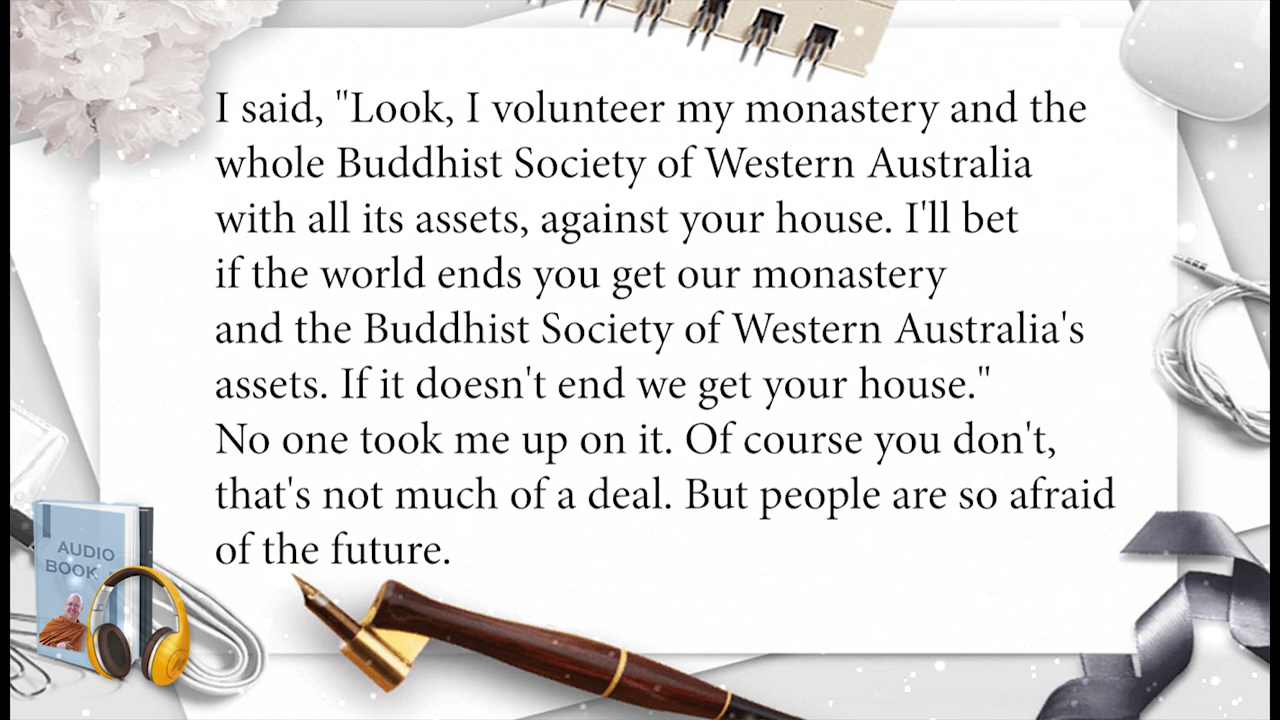 I said, "Look, I volunteer my monastery and the
whole Buddhist Society of Western Australia
with all its assets, against your house. I'll bet
if the world ends you get our monastery
and the Buddhist Society of Western Australia's
assets. If it doesn't end we get your house."
No one took me up on it. Of course you don't,
that's not much of a deal. But people are so afraid
of the future.
AUDIO
BOOK